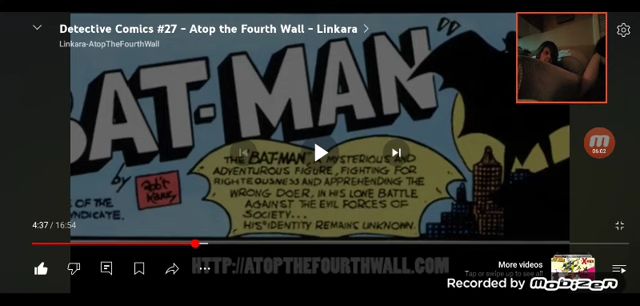 Detective Comics #27 - Atop the Fourth Wall - Linkara
Linkara-AtopTheFourthWall
BAT-MAN
by Rob't Kane
THE BAT-MAN, A MYSTERIOUS AND
ADVENTUROUS FIGURE, FIGHTING FOR
RIGHTEOUSNESS AND APPREHENDING THE
WRONG DOER, IN HIS LONE BATTLE
AGAINST THE EVIL FORCES OF
SOCIETY...
HIS IDENTITY REMAINS UNKNOWN.
OF THE
SYNDICATE.
06:02
4:37 / 16:54
HTTP://ATOPTHEFOURTHWALL.COM
More videos
Tap or swipe up to see all
Recorded by mobizen